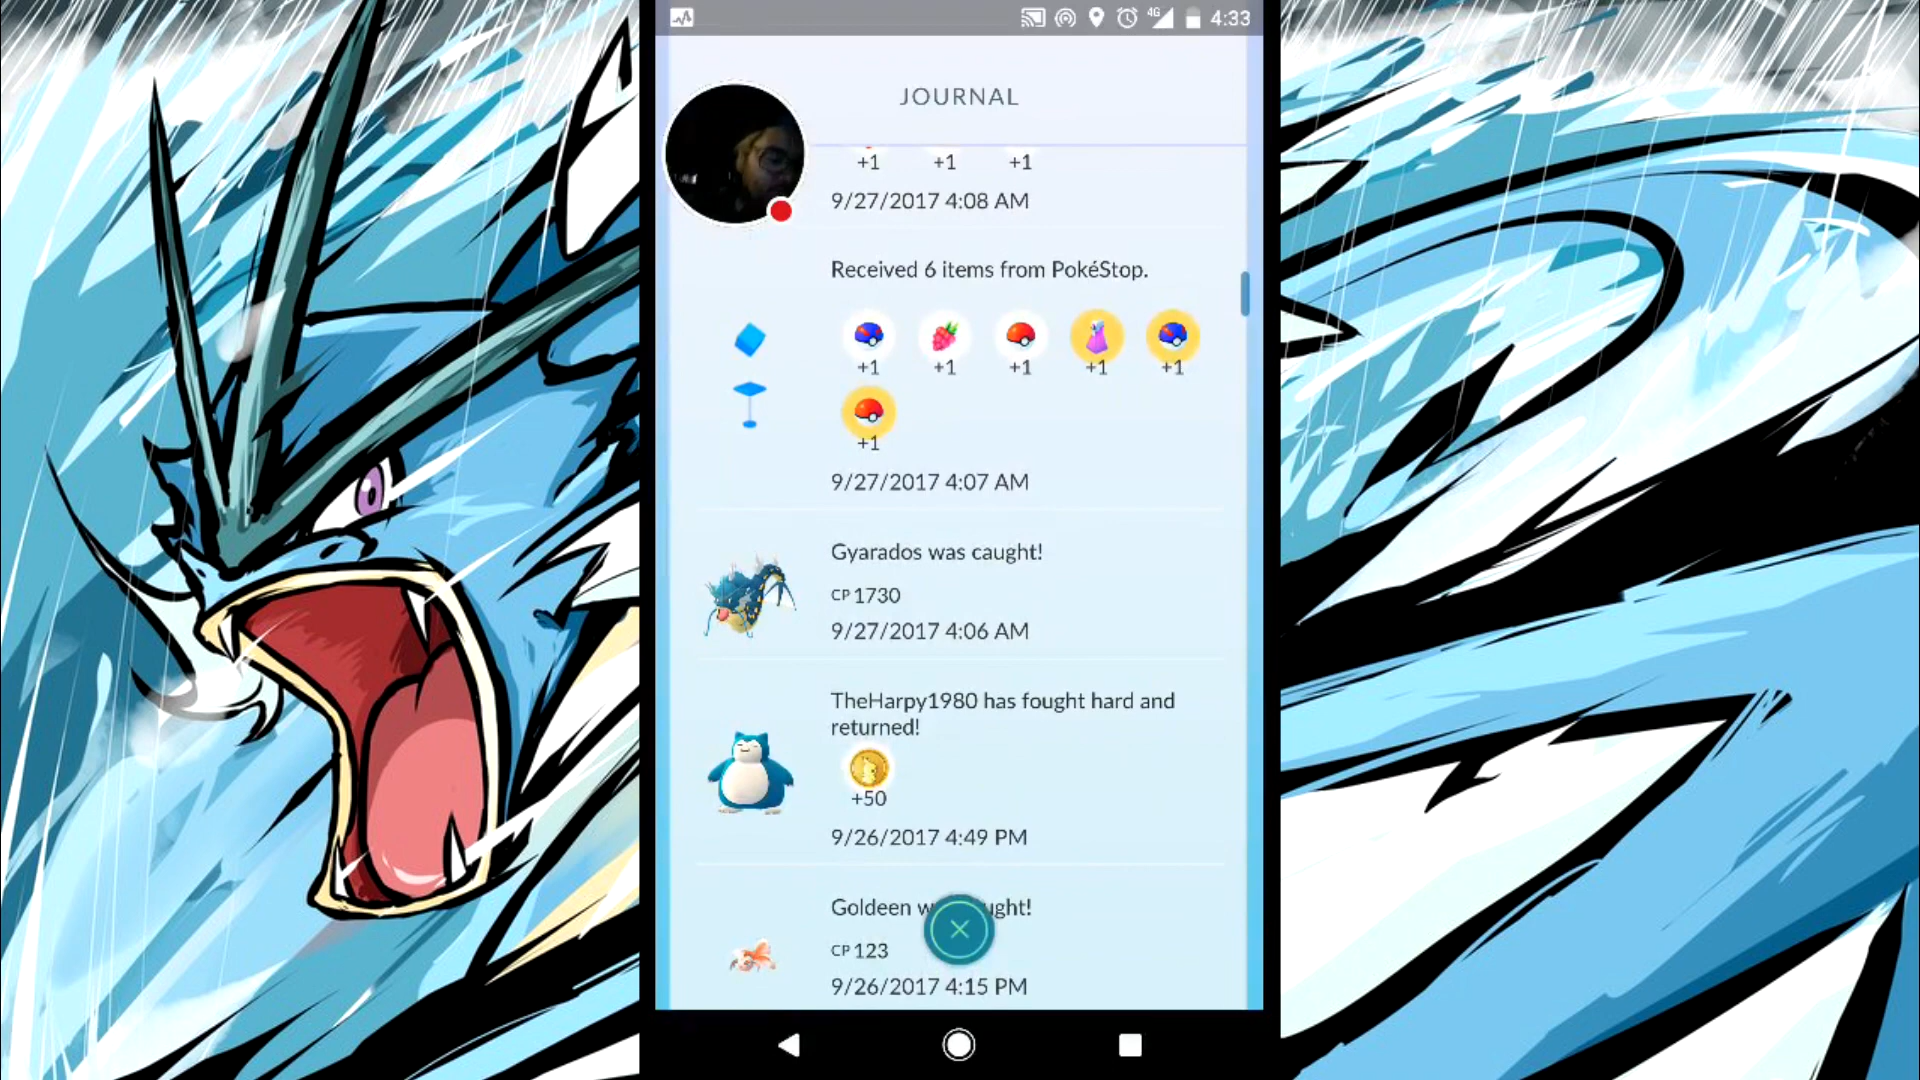 4G 4:33
JOURNAL
+1 +1 +1
9/27/2017 4:08 AM
Received 6 items from PokéStop.
+1 +1 +1 +1 +1
+1
9/27/2017 4:07 AM
Gyarados was caught!
CP 1730
9/27/2017 4:06 AM
TheHarpy1980 has fought hard and
returned!
+50
9/26/2017 4:49 PM
Goldeen w ught!
CP 123
9/26/2017 4:15 PM